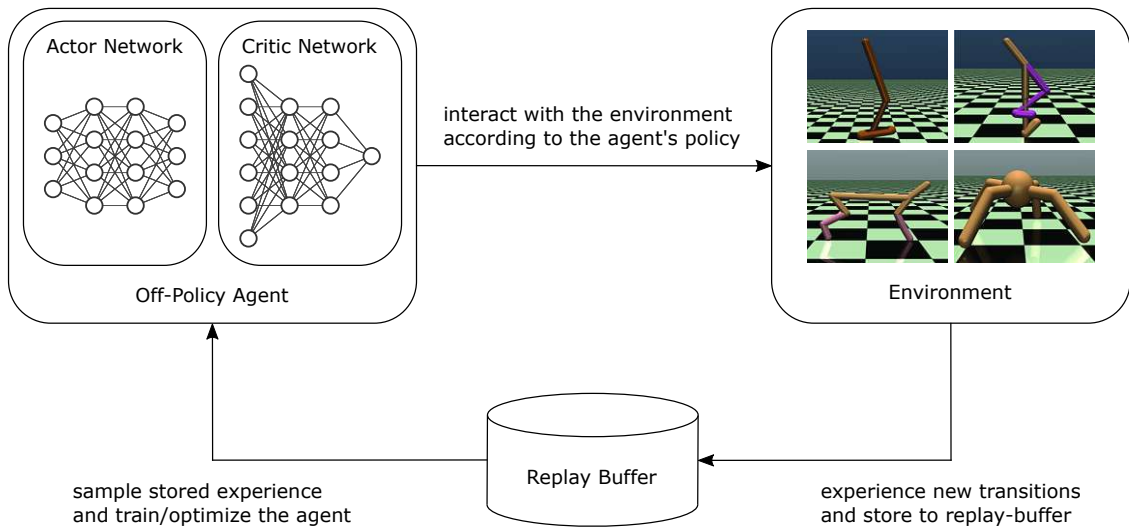 Actor Network
Critic Network
Off-Policy Agent
interact with the environment
according to the agent's policy
Environment
Replay Buffer
sample stored experience
and train/optimize the agent
experience new transitions
and store to replay-buffer